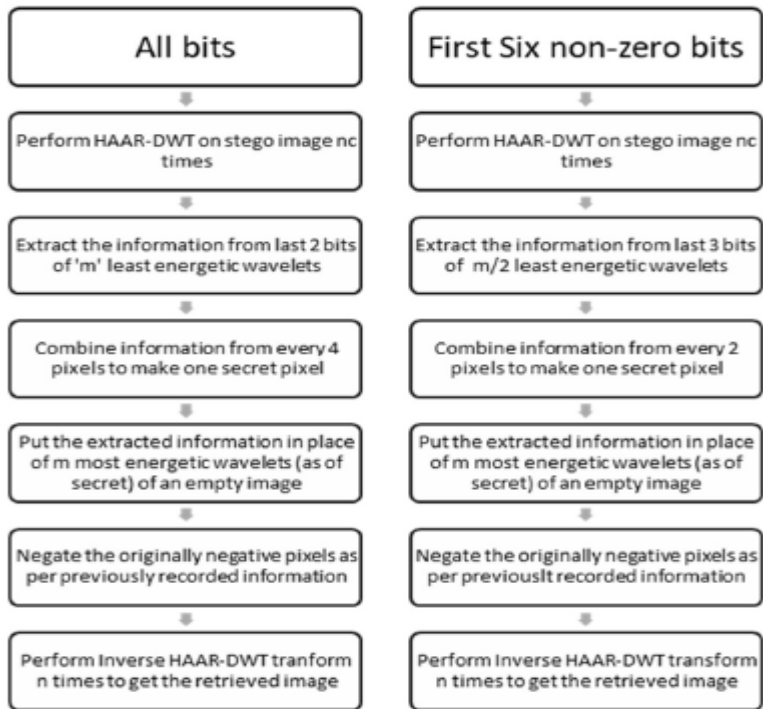 All bits
Perform HAAR-DWT on stego image nc
times
Extract the information from last 2 bits
of 'm' least energetic wavelets
Combine information from every 4
pixels to make one secret pixel
Put the extracted information in place
of m most energetic wavelets (as of
secret) of an empty image
Negate the originally negative pixels as
per previously recorded information
Perform Inverse HAAR-DWT tranform
n times to get the retrieved image
First Six non-zero bits
Perform HAAR-DWT on stego image nc
times
Extract the information from last 3 bits
of m/2 least energetic wavelets
Combine information from every 2
pixels to make one secret pixel
Put the extracted information in place
of m most energetic wavelets (as of
secret) of an empty image
Negate the originally negative pixels as
per previouslt recorded information
Perform Inverse HAAR-DWT transform
n times to get the retrieved image